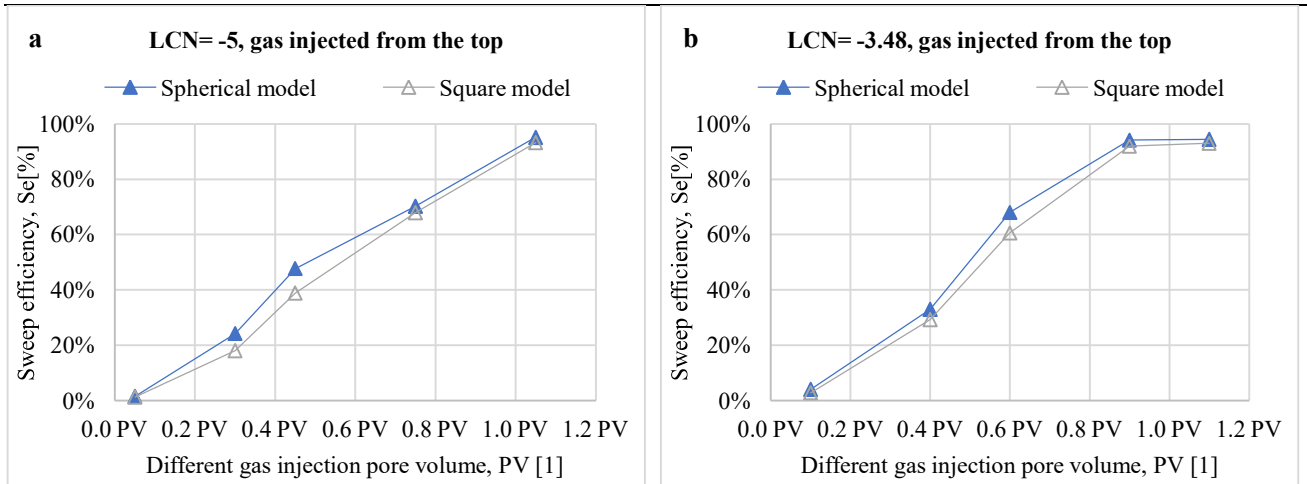 a LCN= -5, gas injected from the top
Spherical model Square model
100%
80%
60%
40%
20%
0%
Sweep efficiency, Se[%]
0.0 PV 0.2 PV 0.4 PV 0.6 PV 0.8 PV 1.0 PV 1.2 PV
Different gas injection pore volume, PV [1]
b LCN= -3.48, gas injected from the top
Spherical model Square model
100%
80%
60%
40%
20%
0%
Sweep efficiency, Se[%]
0.0 PV 0.2 PV 0.4 PV 0.6 PV 0.8 PV 1.0 PV 1.2 PV
Different gas injection pore volume, PV [1]